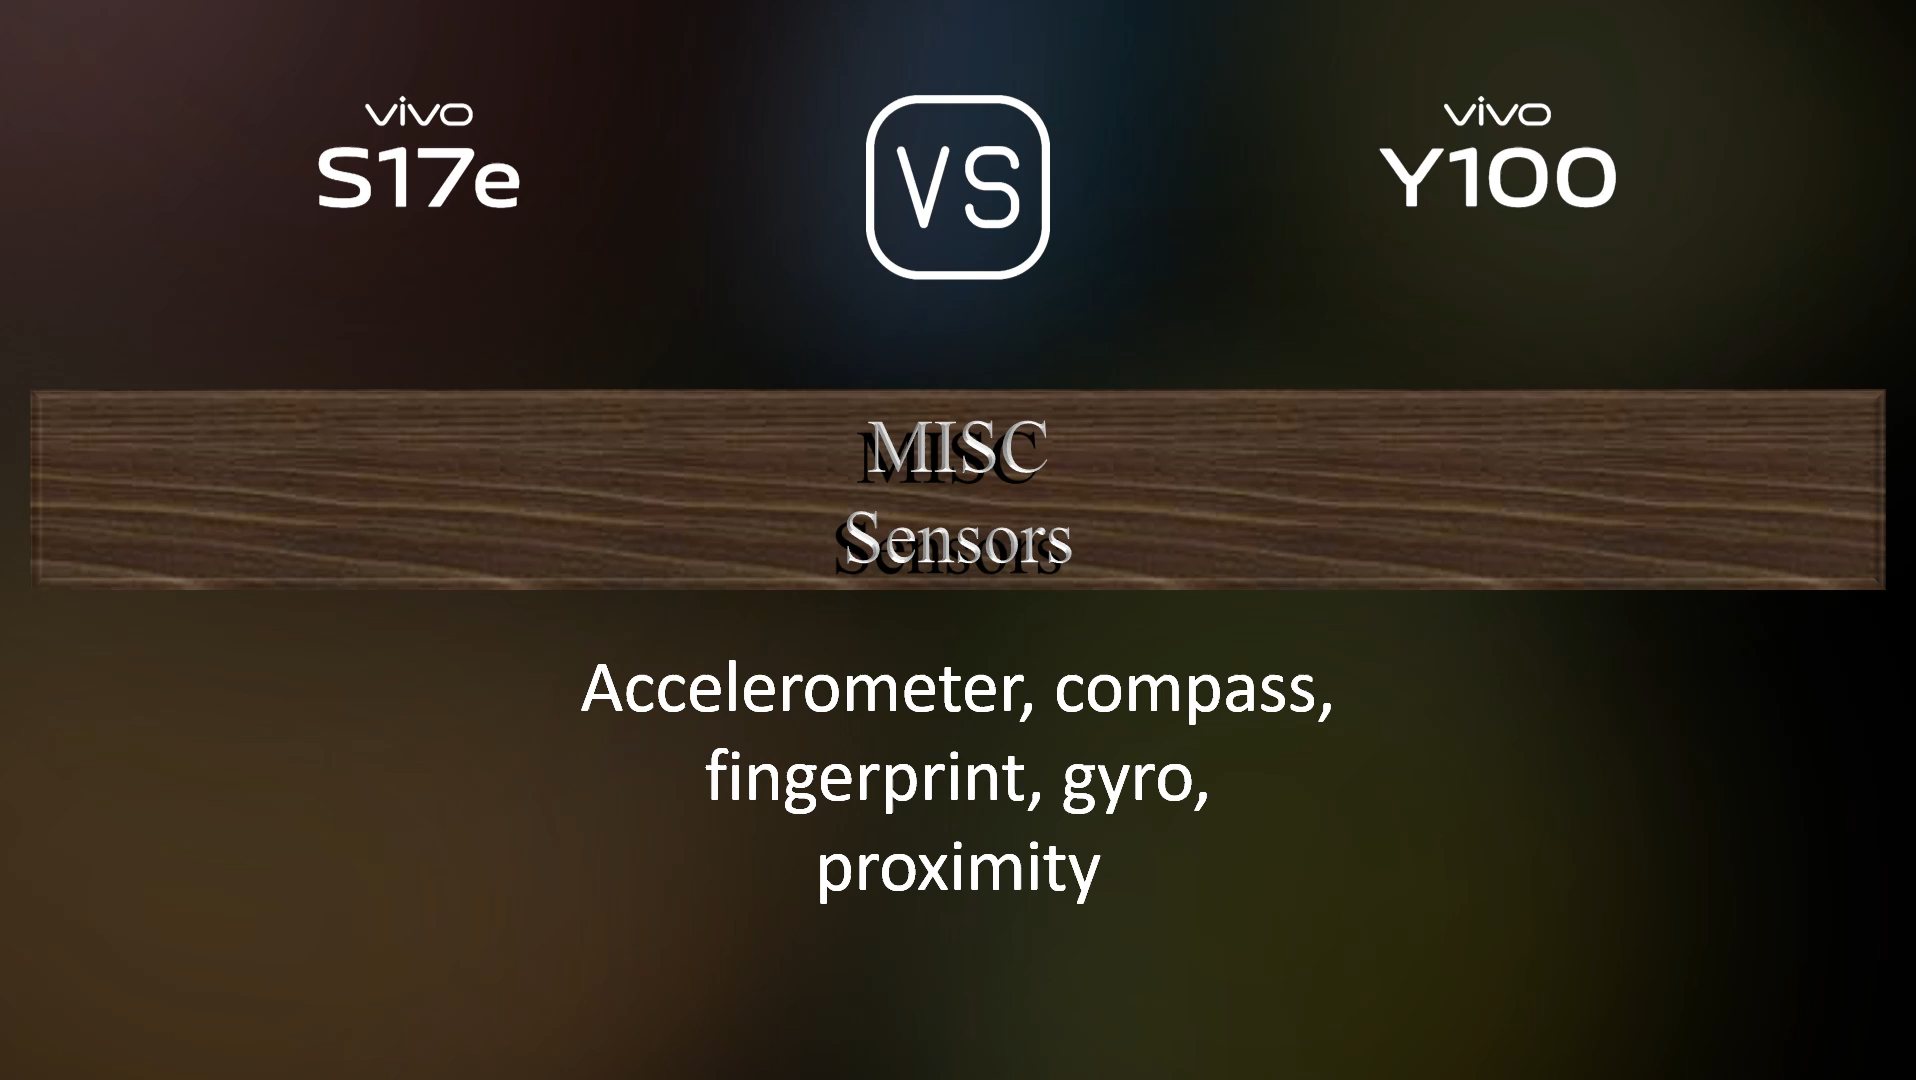 vivo
S17e
VS
vivo
Y100
MISC
Sensors
Accelerometer, compass,
fingerprint, gyro,
proximity